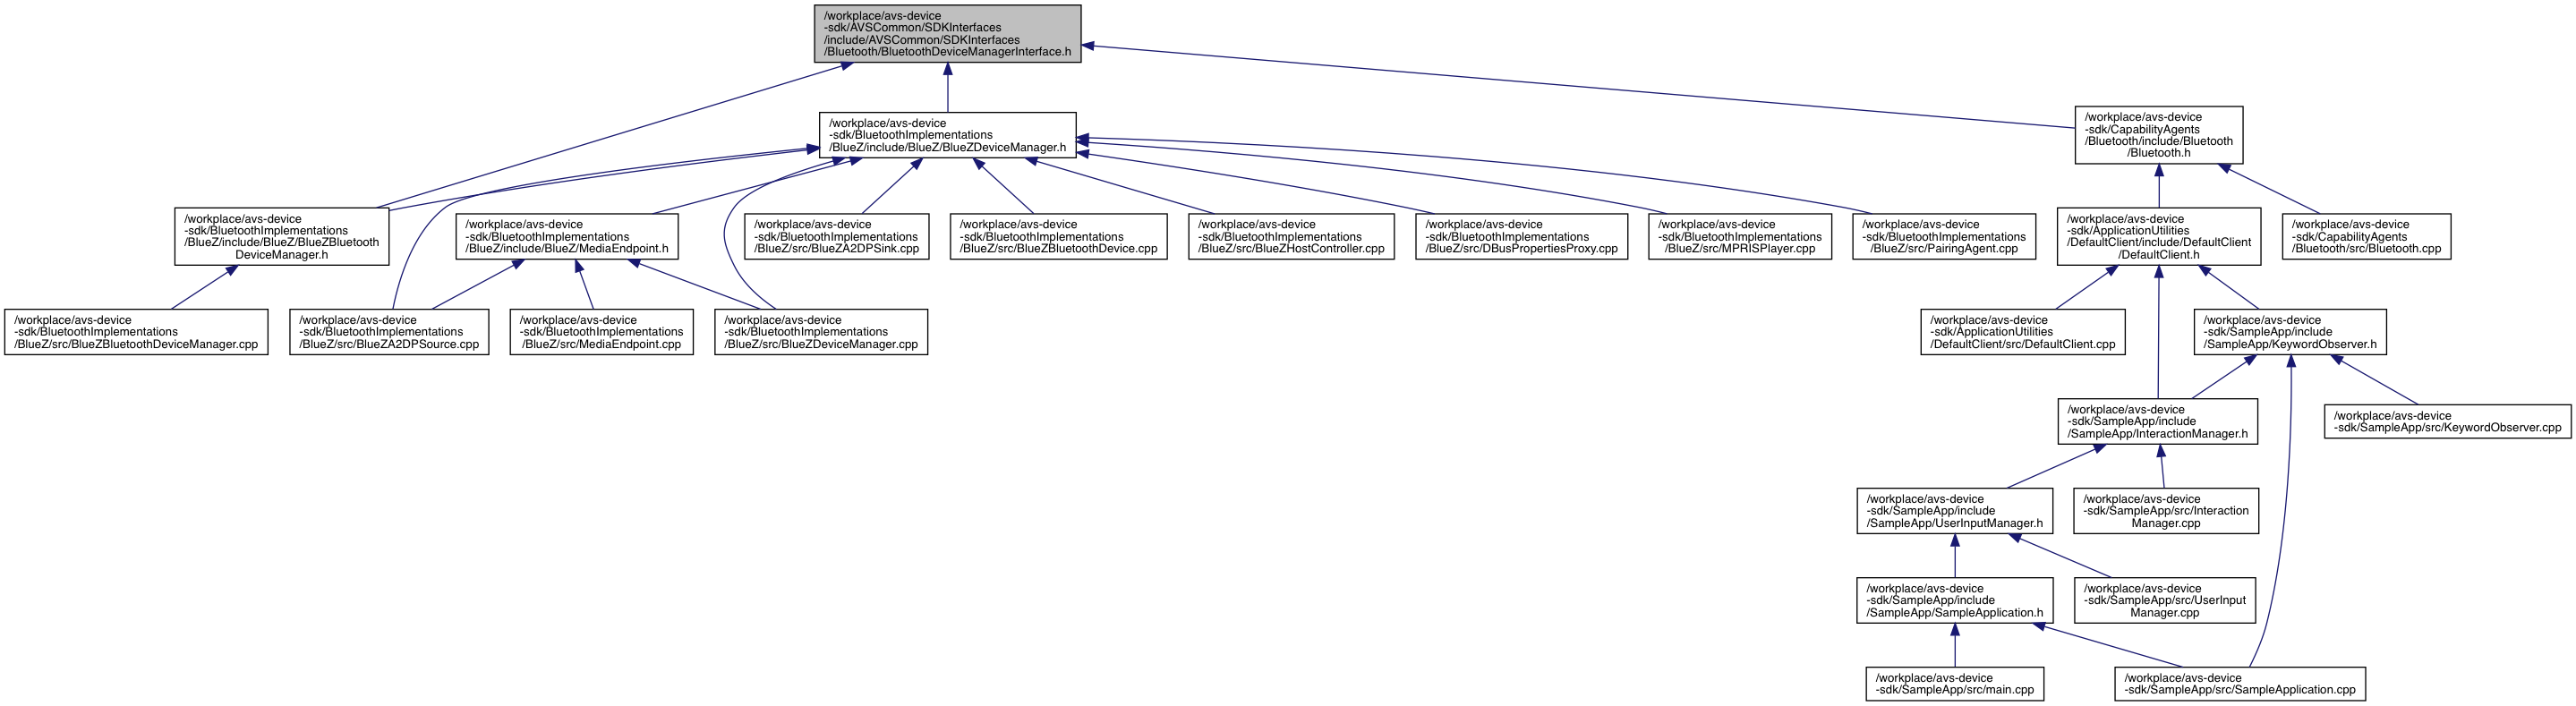 /workplace/avs-device
-sdk/AVSCommon/SDKInterfaces
/include/AVSCommon/SDKInterfaces
/Bluetooth/BluetoothDeviceManagerInterface.h
/workplace/avs-device
-sdk/BluetoothImplementations
/BlueZ/include/BlueZ/BlueZDeviceManager.h
/workplace/avs-device
-sdk/CapabilityAgents
/Bluetooth/include/Bluetooth
/Bluetooth.h
/workplace/avs-device
-sdk/BluetoothImplementations
/BlueZ/include/BlueZ/BlueZBluetooth
DeviceManager.h
/workplace/avs-device
-sdk/BluetoothImplementations
/BlueZ/include/BlueZ/MediaEndpoint.h
/workplace/avs-device
-sdk/BluetoothImplementations
/BlueZ/src/BlueZA2DPSink.cpp
/workplace/avs-device
-sdk/BluetoothImplementations
/BlueZ/src/BlueZBluetoothDevice.cpp
/workplace/avs-device
-sdk/BluetoothImplementations
/BlueZ/src/BlueZHostController.cpp
/workplace/avs-device
-sdk/BluetoothImplementations
/BlueZ/src/DBusPropertiesProxy.cpp
/workplace/avs-device
-sdk/BluetoothImplementations
/BlueZ/src/MPRISPlayer.cpp
/workplace/avs-device
-sdk/BluetoothImplementations
/BlueZ/src/PairingAgent.cpp
/workplace/avs-device
-sdk/ApplicationUtilities
/DefaultClient/include/DefaultClient
/DefaultClient.h
/workplace/avs-device
-sdk/CapabilityAgents
/Bluetooth/src/Bluetooth.cpp
/workplace/avs-device
-sdk/BluetoothImplementations
/BlueZ/src/BlueZBluetoothDeviceManager.cpp
/workplace/avs-device
-sdk/BluetoothImplementations
/BlueZ/src/BlueZA2DPSource.cpp
/workplace/avs-device
-sdk/BluetoothImplementations
/BlueZ/src/MediaEndpoint.cpp
/workplace/avs-device
-sdk/BluetoothImplementations
/BlueZ/src/BlueZDeviceManager.cpp
/workplace/avs-device
-sdk/ApplicationUtilities
/DefaultClient/src/DefaultClient.cpp
/workplace/avs-device
-sdk/SampleApp/include
/SampleApp/KeywordObserver.h
/workplace/avs-device
-sdk/SampleApp/include
/SampleApp/InteractionManager.h
/workplace/avs-device
-sdk/SampleApp/src/KeywordObserver.cpp
/workplace/avs-device
-sdk/SampleApp/include
/SampleApp/UserInputManager.h
/workplace/avs-device
-sdk/SampleApp/src/Interaction
Manager.cpp
/workplace/avs-device
-sdk/SampleApp/include
/SampleApp/SampleApplication.h
/workplace/avs-device
-sdk/SampleApp/src/UserInput
Manager.cpp
/workplace/avs-device
-sdk/SampleApp/src/main.cpp
/workplace/avs-device
-sdk/SampleApp/src/SampleApplication.cpp